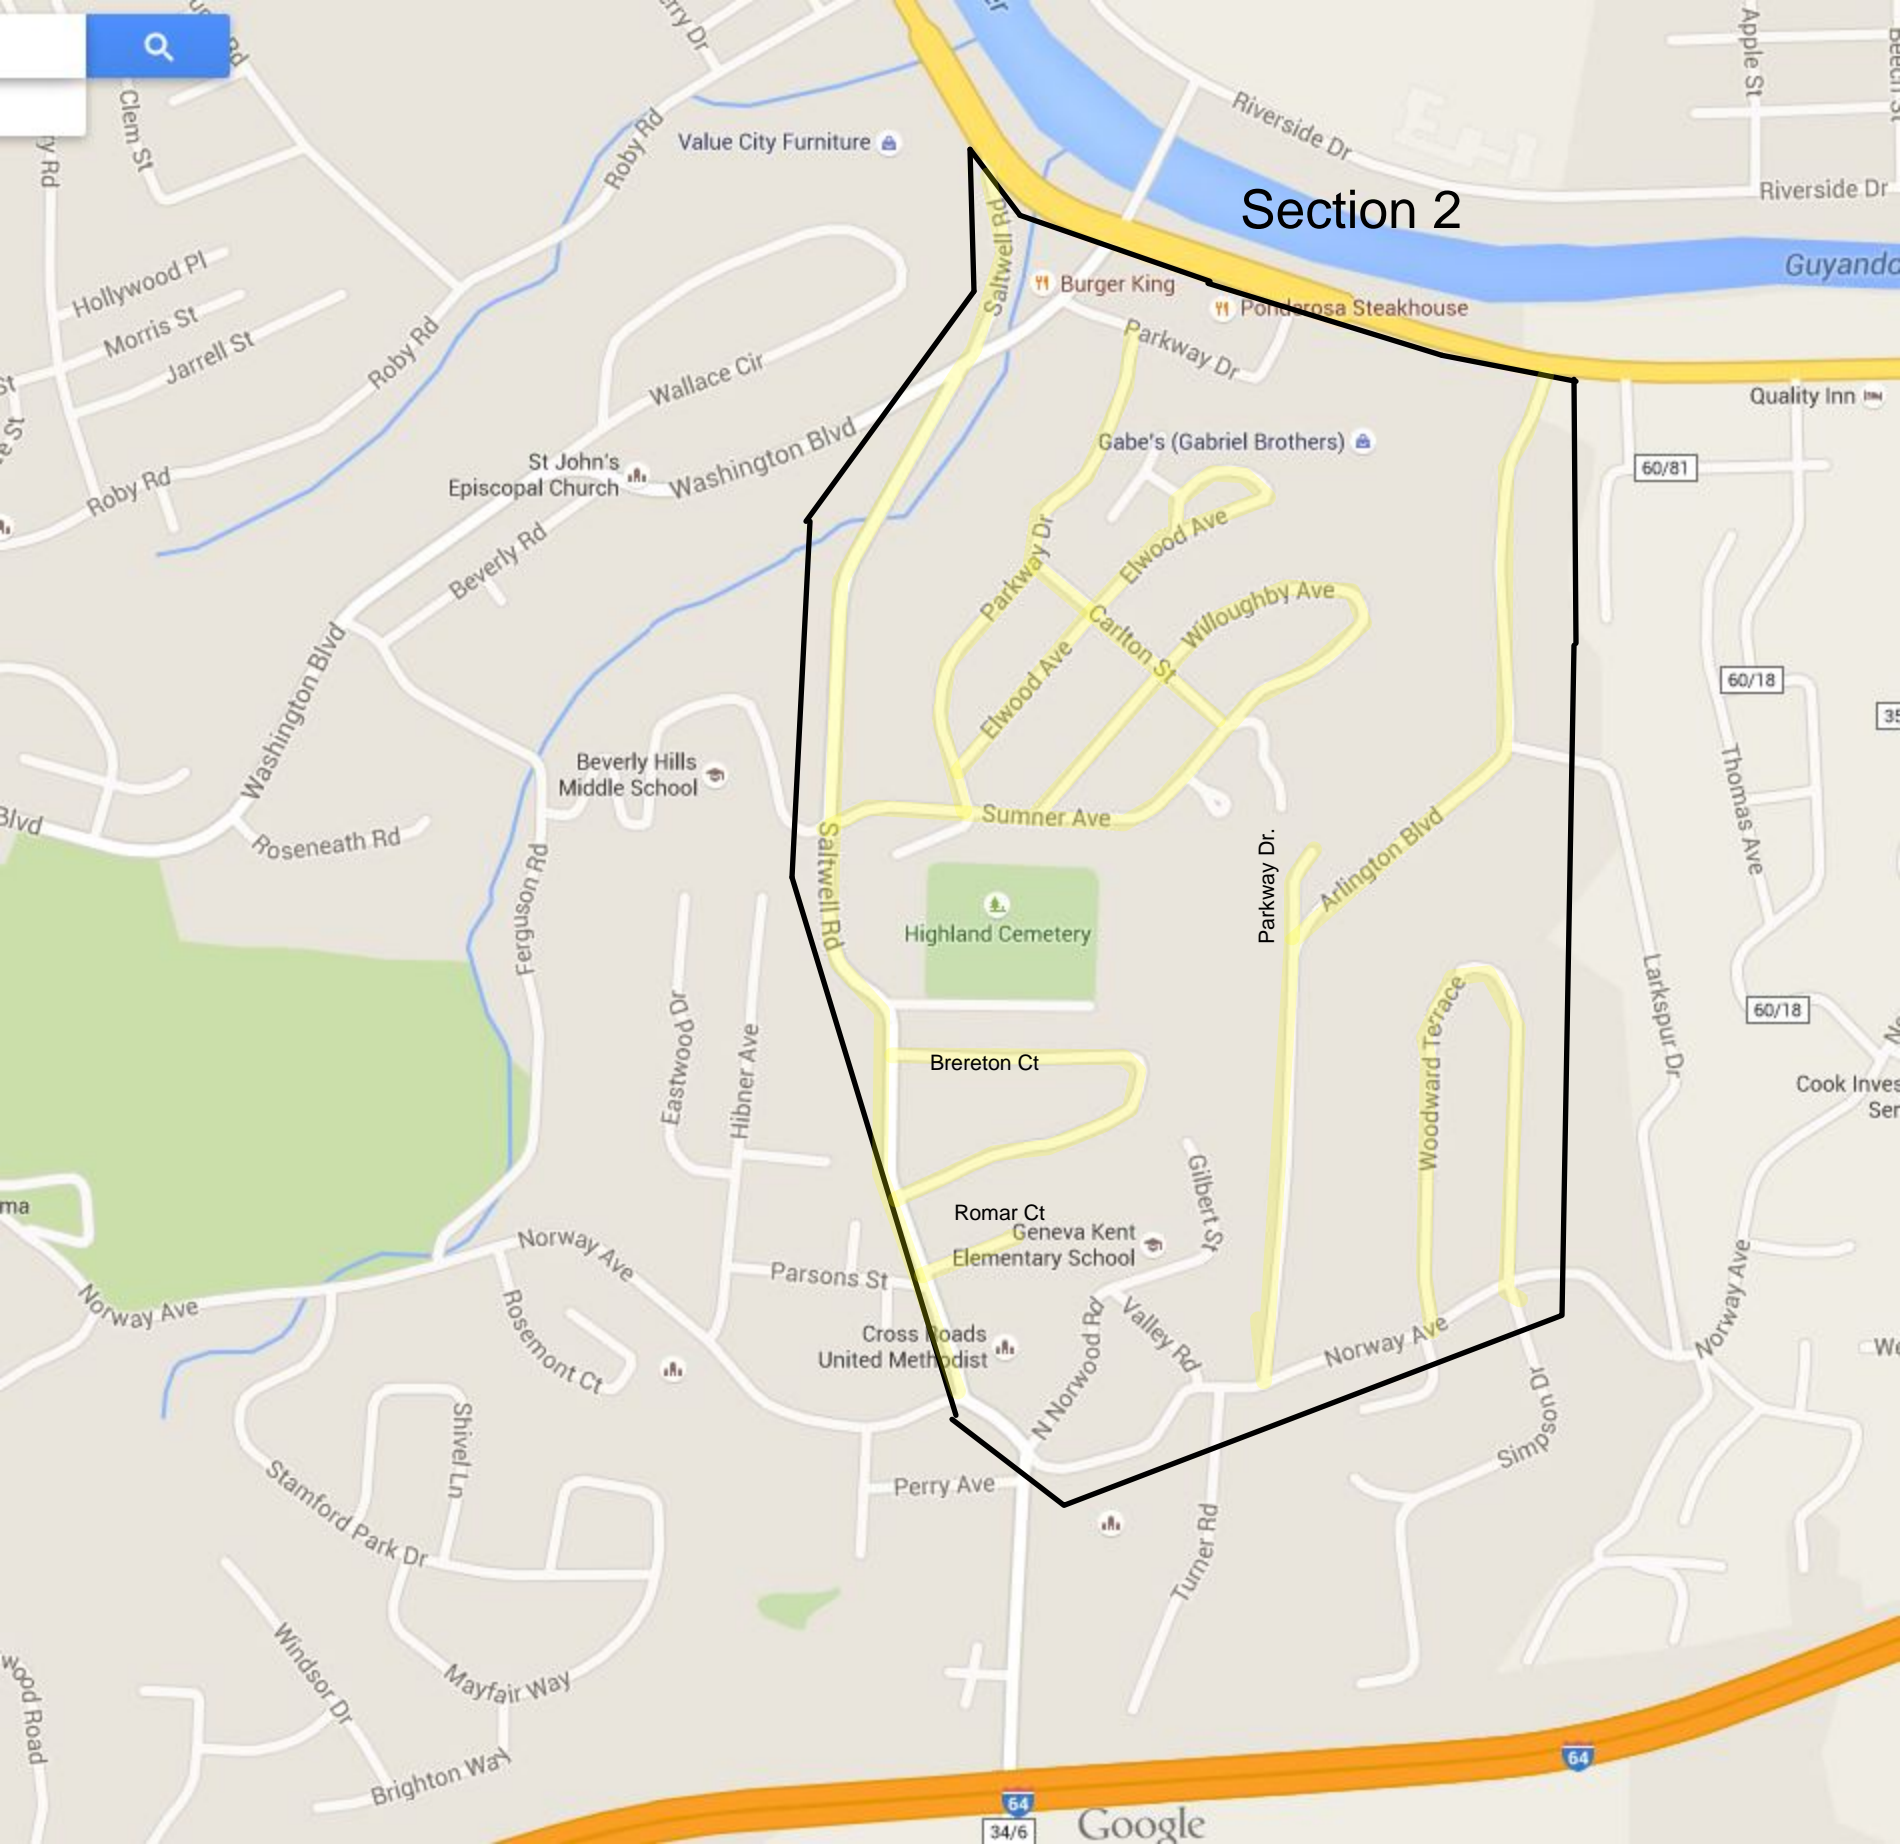 Clem St
Roby Rd
Value City Furniture
Riverside Dr
Apple St
Riverside Dr
Section 2
Saltwell Rd
Hollywood Pl
Morris St
Jarrell St
Roby Rd
Burger King
Ponderosa Steakhouse
Parkway Dr
Wallace Cir
Quality Inn
Washington Blvd
St John's
Episcopal Church
Gabe's (Gabriel Brothers)
60/81
Roby Rd
Beverly Rd
Parkway Dr
Elwood Ave
Willoughby Ave
Carlton St
Elwood Ave
Washington Blvd
60/18
Beverly Hills
Middle School
Thomas Ave
Sumner Ave
Blvd
Roseneath Rd
Saltwell Rd
Parkway Dr.
Arlington Blvd
Ferguson Rd
Highland Cemetery
Larkspur Dr
Woodward Terrace
60/18
Eastwood Dr
Hibner Ave
Brereton Ct
Cook Inves
Ser
Gilbert St
Romar Ct
Geneva Kent
Elementary School
Norway Ave
Parsons St
Norway Ave
Norway Ave
Rosemont Ct
Cross Roads
United Methodist
N Norwood Rd
Valley Rd
Norway Ave
Simpson Dr
Shivel Ln
Stamford Park Dr
Perry Ave
Turner Rd
Windsor Dr
Mayfair Way
wood Road
Brighton Way
64
64
34/6
Google